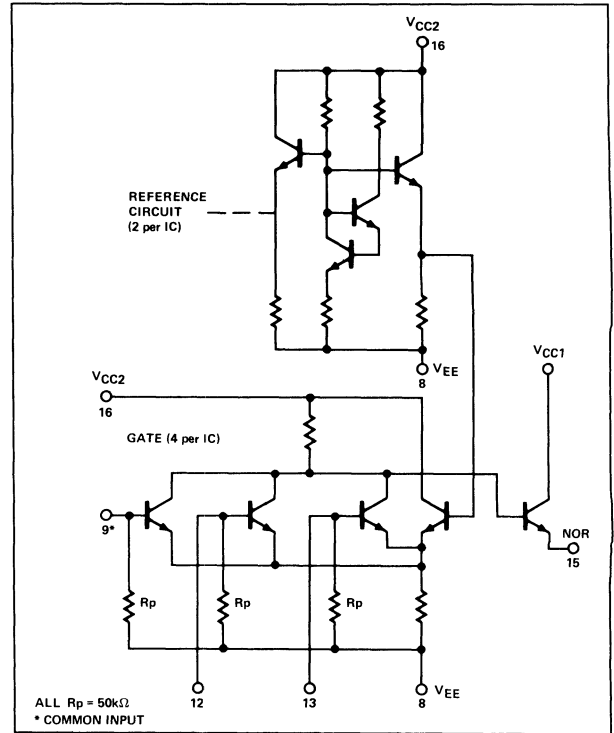 VCC2
16
REFERENCE
CIRCUIT
(2 per IC)
VEE
8
VCC1
VCC2
16
GATE (4 per IC)
9*
NOR
15
Rp
Rp
Rp
12
13
VEE
8
ALL Rp = 50kΩ
* COMMON INPUT